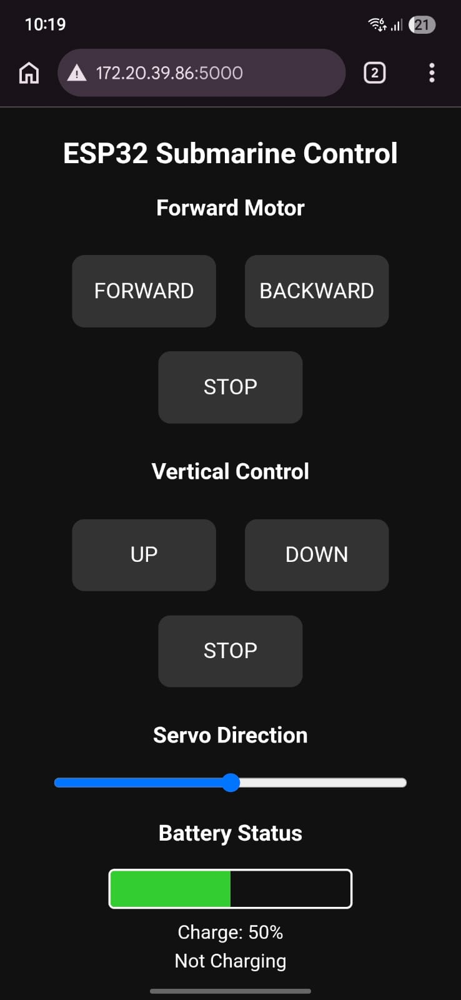 10:19
6
21
172.20.39.86:5000
2
ESP32 Submarine Control
Forward Motor
FORWARD BACKWARD
STOP
Vertical Control
UP DOWN
STOP
Servo Direction
Battery Status
Charge: 50%
Not Charging